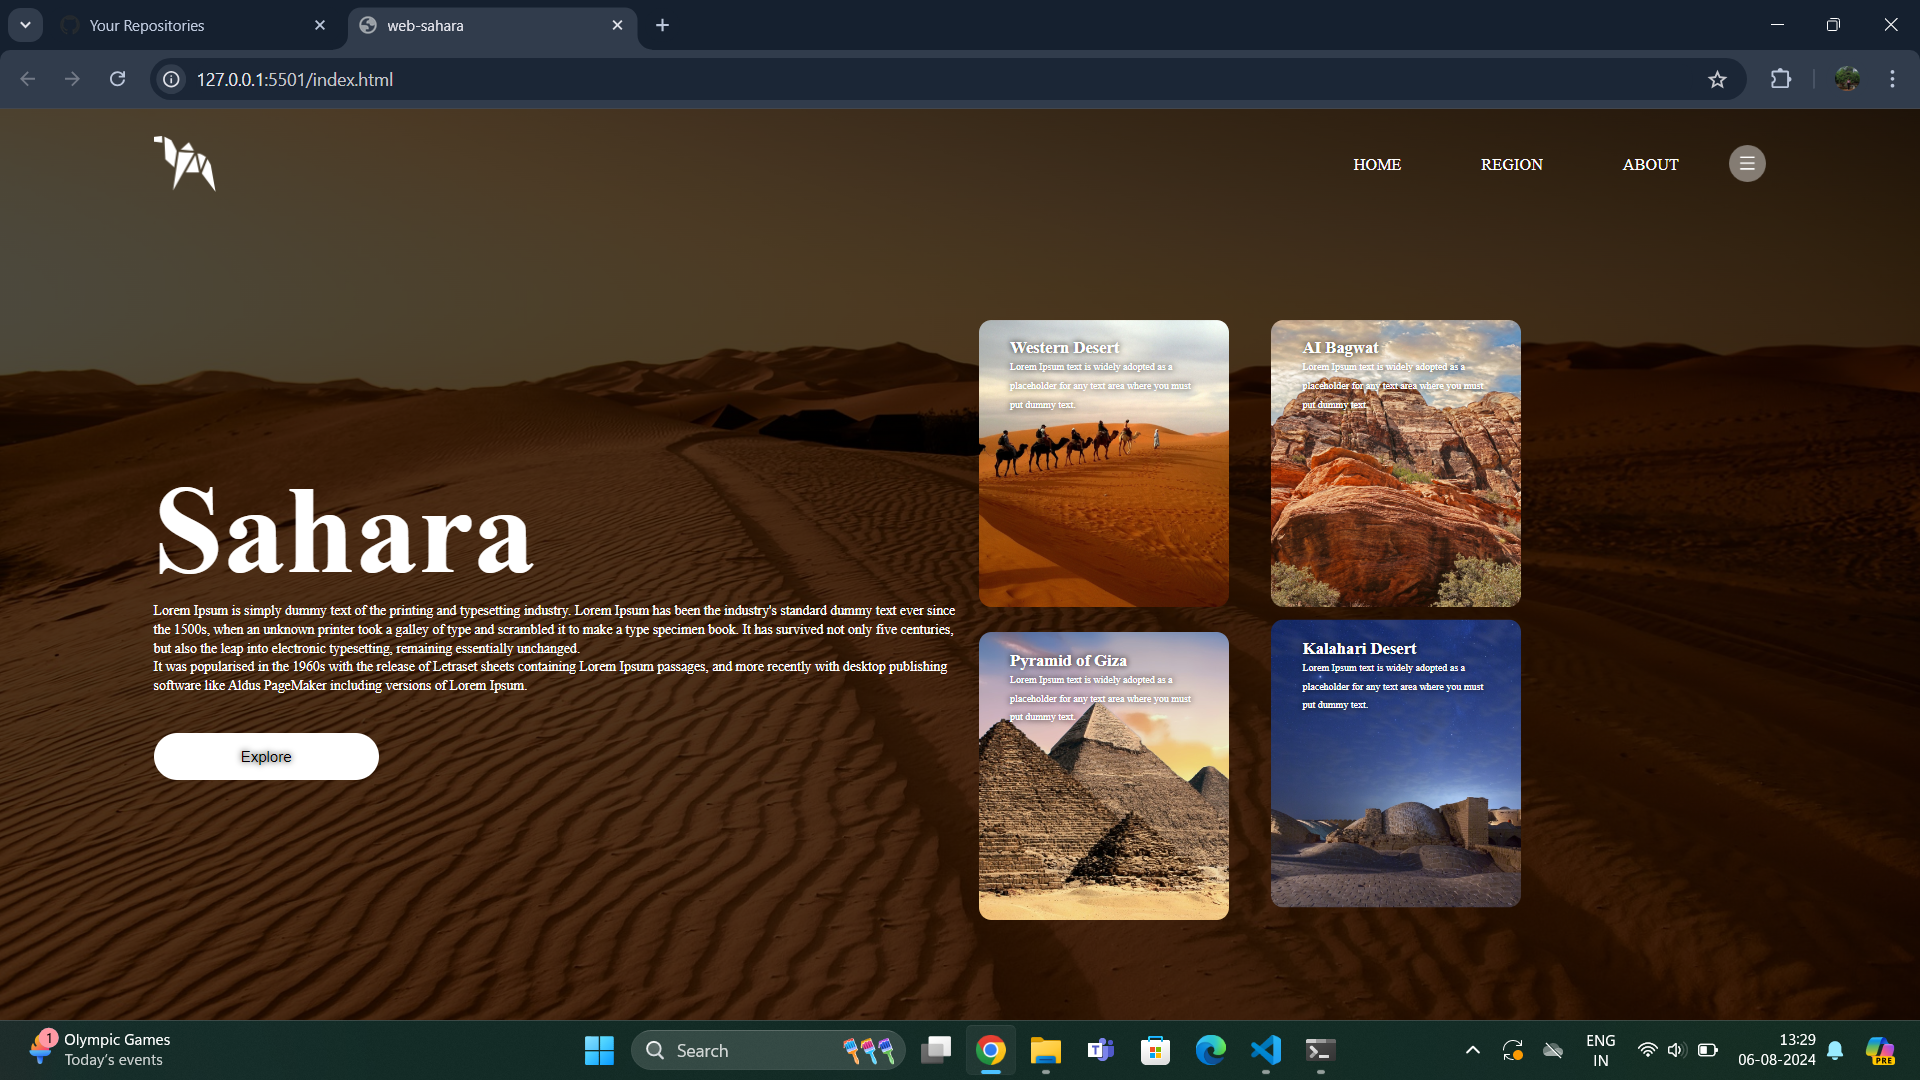 Your Repositories
web-sahara
127.0.0.1:5501/index.html
HOME REGION ABOUT
Sahara
Lorem Ipsum is simply dummy text of the printing and typesetting industry. Lorem Ipsum has been the industry's standard dummy text ever since
the 1500s, when an unknown printer took a galley of type and scrambled it to make a type specimen book. It has survived not only five centuries,
but also the leap into electronic typesetting, remaining essentially unchanged.
It was popularised in the 1960s with the release of Letraset sheets containing Lorem Ipsum passages, and more recently with desktop publishing
software like Aldus PageMaker including versions of Lorem Ipsum.
Explore
Western Desert
Lorem Ipsum text is widely adopted as a
placeholder for any text area where you must
put dummy text.
AI Bagwat
Lorem Ipsum text is widely adopted as a
placeholder for any text area where you must
put dummy text.
Pyramid of Giza
Lorem Ipsum text is widely adopted as a
placeholder for any text area where you must
put dummy text.
Kalahari Desert
Lorem Ipsum text is widely adopted as a
placeholder for any text area where you must
put dummy text.
1
Olympic Games
Today's events
Search
ENG
IN
13:29
06-08-2024
PRE